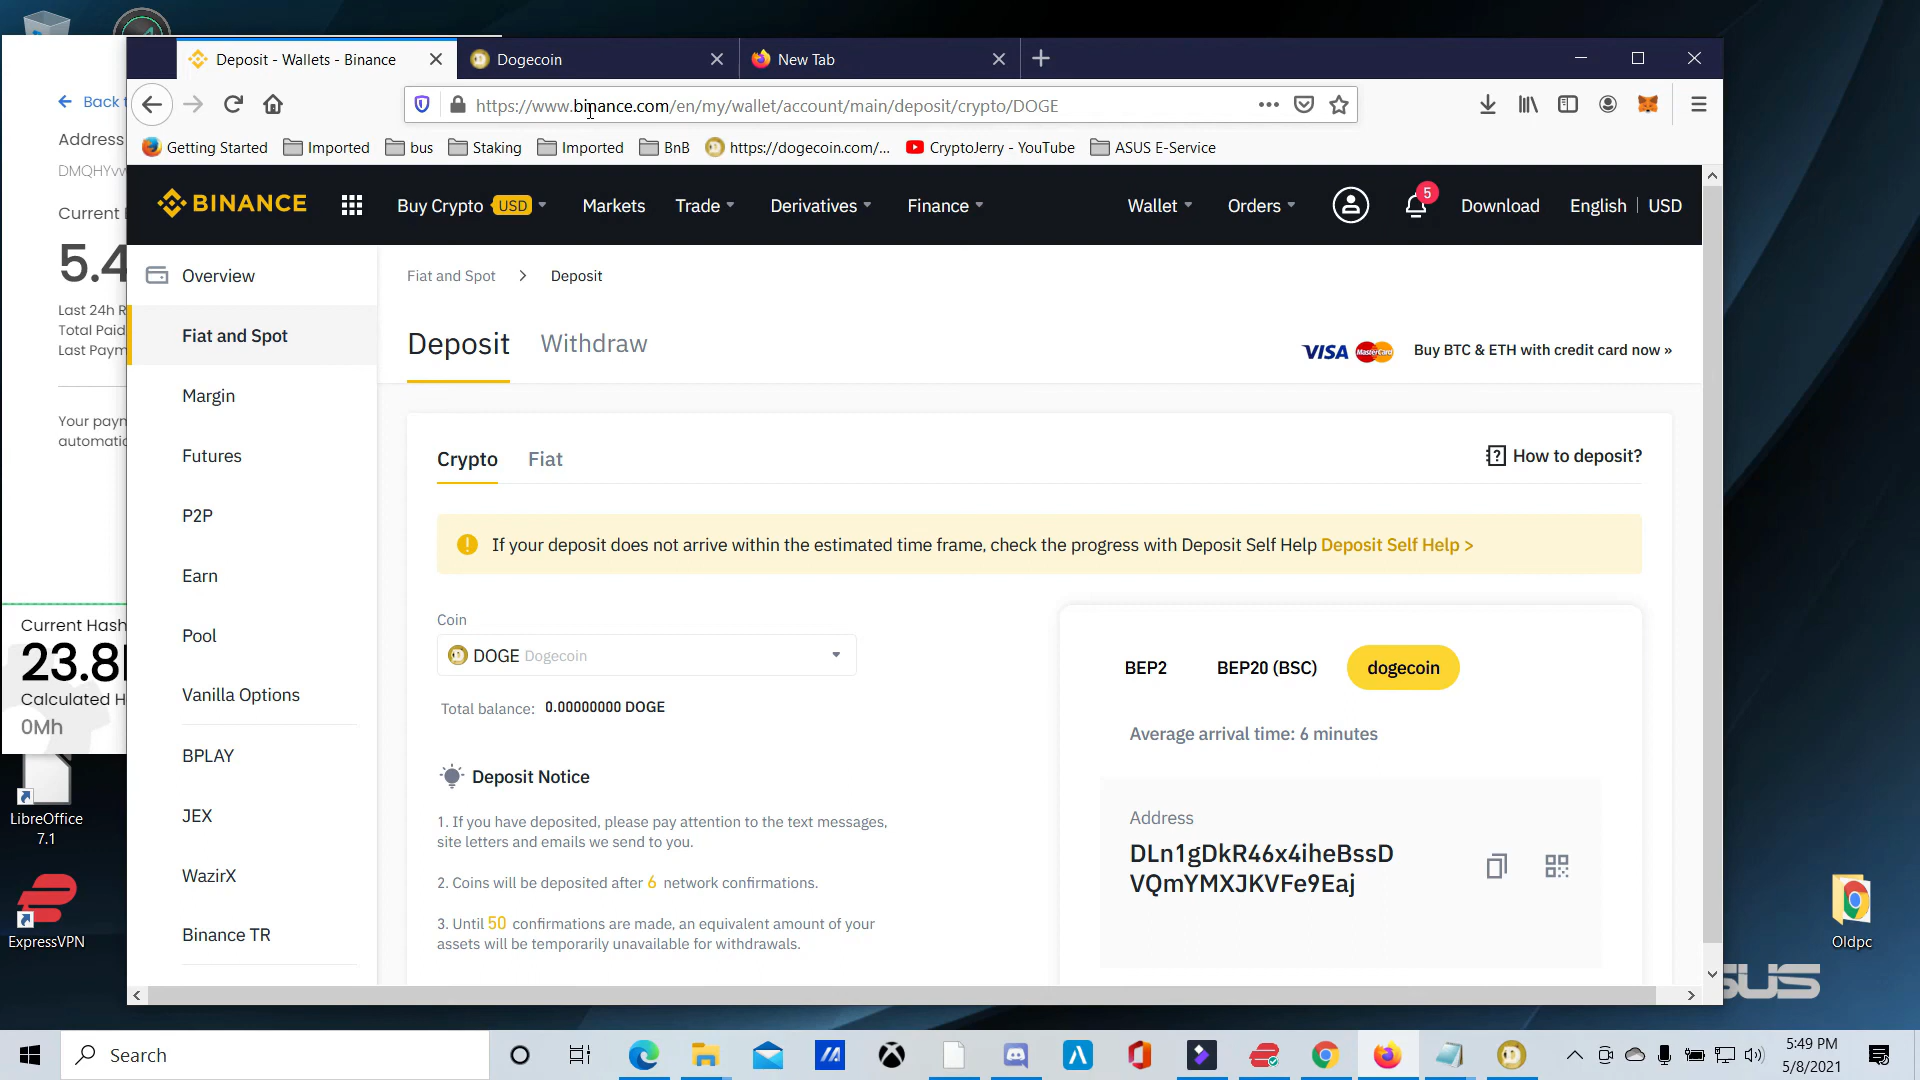 Deposit - Wallets - Binance
Dogecoin
New Tab
https://www.binance.com/en/my/wallet/account/main/deposit/crypto/DOGE
Getting Started
Imported
bus
Staking
Imported
BnB
https://dogecoin.com/...
CryptoJerry - YouTube
ASUS E-Service
BINANCE
Buy Crypto USD
Markets
Trade
Derivatives
Finance
Wallet
Orders
5
Download
English
USD
Back
Address
Current
5.4
Last 24h R
Total Paid
Last Paym
Your payn
automatic
Current Hash
23.8
Calculated H
0Mh
Overview
Fiat and Spot
Margin
Futures
P2P
Earn
Pool
Vanilla Options
BPLAY
JEX
WazirX
Binance TR
Fiat and Spot > Deposit
Deposit
Withdraw
VISA MasterCard Buy BTC & ETH with credit card now »
Crypto
Fiat
How to deposit?
If your deposit does not arrive within the estimated time frame, check the progress with Deposit Self Help Deposit Self Help >
Coin
DOGE Dogecoin
Total balance: 0.00000000 DOGE
Deposit Notice
1. If you have deposited, please pay attention to the text messages,
site letters and emails we send to you.
2. Coins will be deposited after 6 network confirmations.
3. Until 50 confirmations are made, an equivalent amount of your
assets will be temporarily unavailable for withdrawals.
BEP2
BEP20 (BSC)
dogecoin
Average arrival time: 6 minutes
Address
DLn1gDkR46x4iheBssD
VQmYMXJKVFe9Eaj
LibreOffice
7.1
ExpressVPN
Oldpc
Search
5:49 PM
5/8/2021